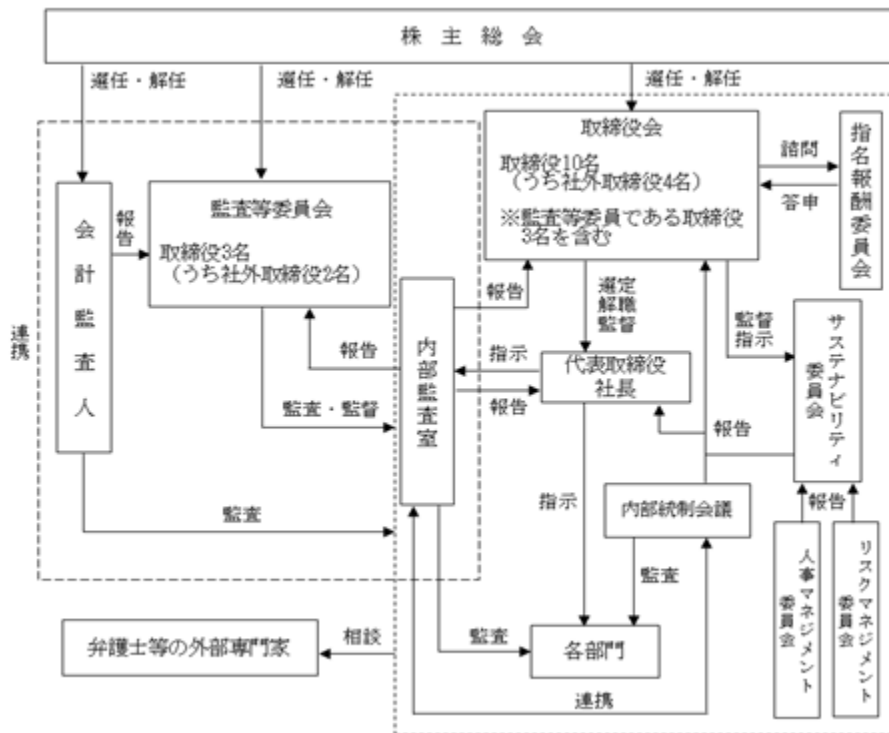 株主総会
選任・解任
選任・解任
選任・解任
取締役会
取締役10名
（うち社外取締役4名）
※監査等委員である取締役
3名を含む
諮問
答申
指名報酬委員会
会計監査人
報告
監査等委員会
取締役3名
（うち社外取締役2名）
連携
報告
監査・監督
監査
内部監査室
報告
指示
報告
選定
解職
監督
代表取締役
社長
監督
指示
サステナビリティ
委員会
報告
指示
内部統制会議
監査
報告
人事マネジメント
委員会
リスクマネジメント
委員会
弁護士等の外部専門家
相談
監査
各部門
連携